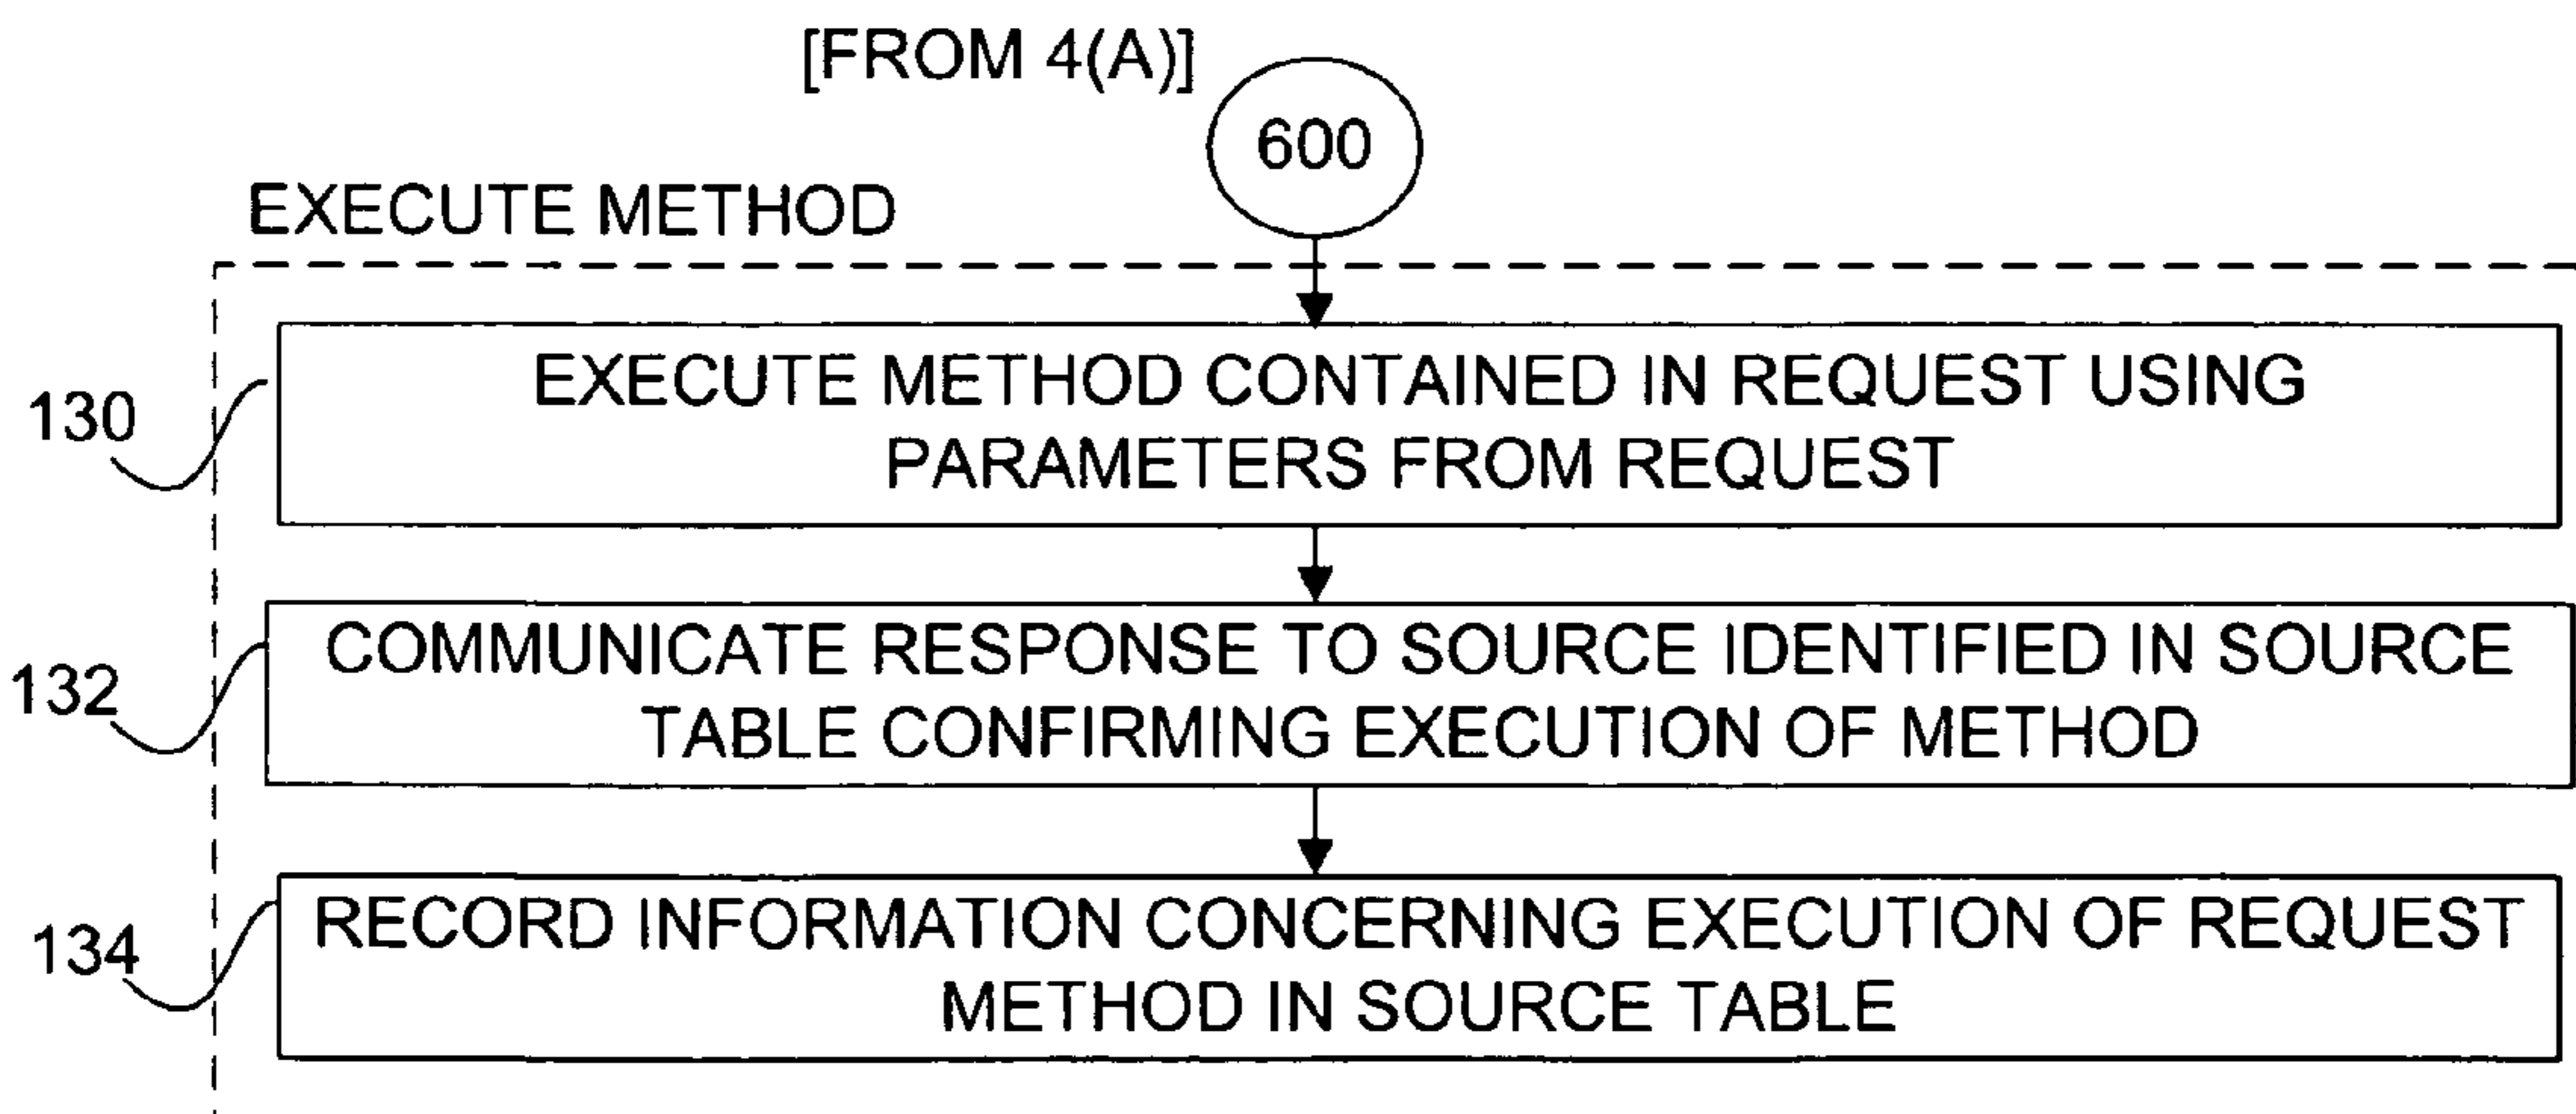 [FROM 4(A)]
600
EXECUTE METHOD
130
EXECUTE METHOD CONTAINED IN REQUEST USING
PARAMETERS FROM REQUEST
132
COMMUNICATE RESPONSE TO SOURCE IDENTIFIED IN SOURCE
TABLE CONFIRMING EXECUTION OF METHOD
134
RECORD INFORMATION CONCERNING EXECUTION OF REQUEST
METHOD IN SOURCE TABLE